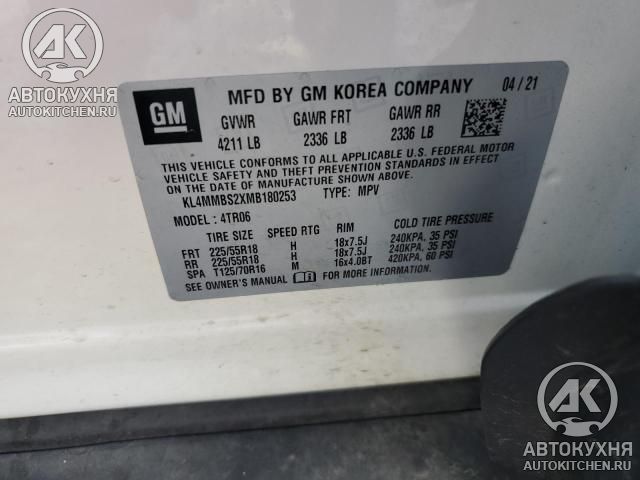 AK
АВТОКУХНЯ
AUTOKITCHEN.RU
GM
MFD BY GM KOREA COMPANY 04/21
GVWR GAWR FRT GAWR RR
4211 LB 2336 LB 2336 LB
THIS VEHICLE CONFORMS TO ALL APPLICABLE U.S. FEDERAL MOTOR
VEHICLE SAFETY AND THEFT PREVENTION STANDARDS IN EFFECT
ON THE DATE OF MANUFACTURE SHOWN ABOVE.
KL4MMBS2XMB180253 TYPE: MPV
MODEL: 4TR06
TIRE SIZE SPEED RTG RIM COLD TIRE PRESSURE
FRT 225/55R18 H 18x7.5J 240KPA, 35 PSI
RR 225/55R18 H 18x7.5J 240KPA, 35 PSI
SPA T125/70R16 M 16x4.0BT 420KPA, 60 PSI
SEE OWNER'S MANUAL FOR MORE INFORMATION.
AK
АВТОКУХНЯ
AUTOKITCHEN.RU